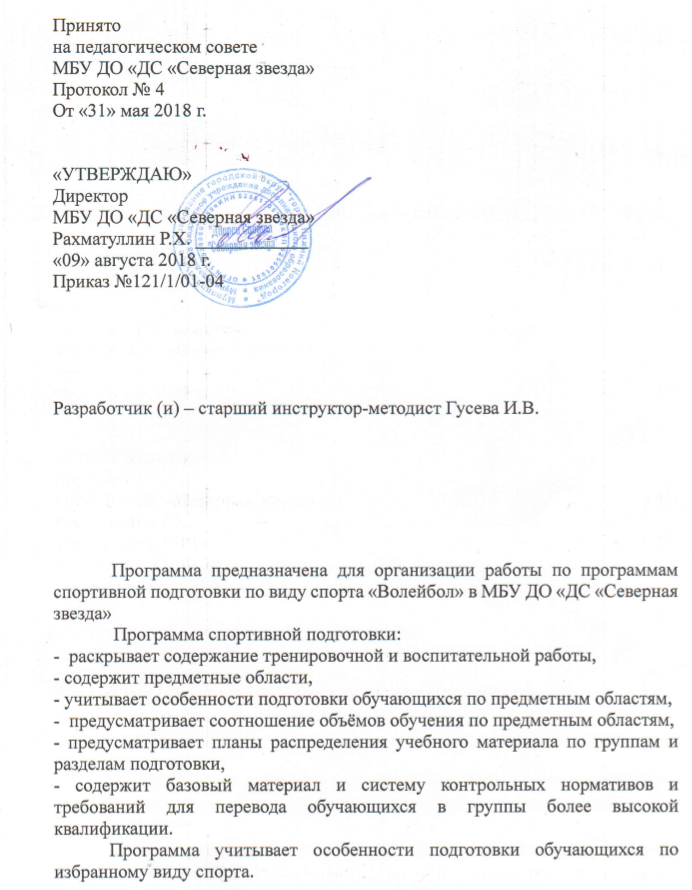 Принято
на педагогическом совете
МБУ ДО «ДС «Северная звезда»
Протокол № 4
От «31» мая 2018 г.
«УТВЕРЖДАЮ»
Директор
МБУ ДО «ДС «Северная звезда»
Рахматуллин Р.Х.
«09» августа 2018 г.
Приказ №121/1/01-04
Разработчик (и) – старший инструктор-методист Гусева И.В.
Программа предназначена для организации работы по программам
спортивной подготовки по виду спорта «Волейбол» в МБУ ДО «ДС «Северная
звезда»
Программа спортивной подготовки:
- раскрывает содержание тренировочной и воспитательной работы,
- содержит предметные области,
- учитывает особенности подготовки обучающихся по предметным областям,
- предусматривает соотношение объёмов обучения по предметным областям,
- предусматривает планы распределения учебного материала по группам и
разделам подготовки,
- содержит базовый материал и систему контрольных нормативов и
требований для перевода обучающихся в группы более высокой
квалификации.
Программа учитывает особенности подготовки обучающихся по
избранному виду спорта.